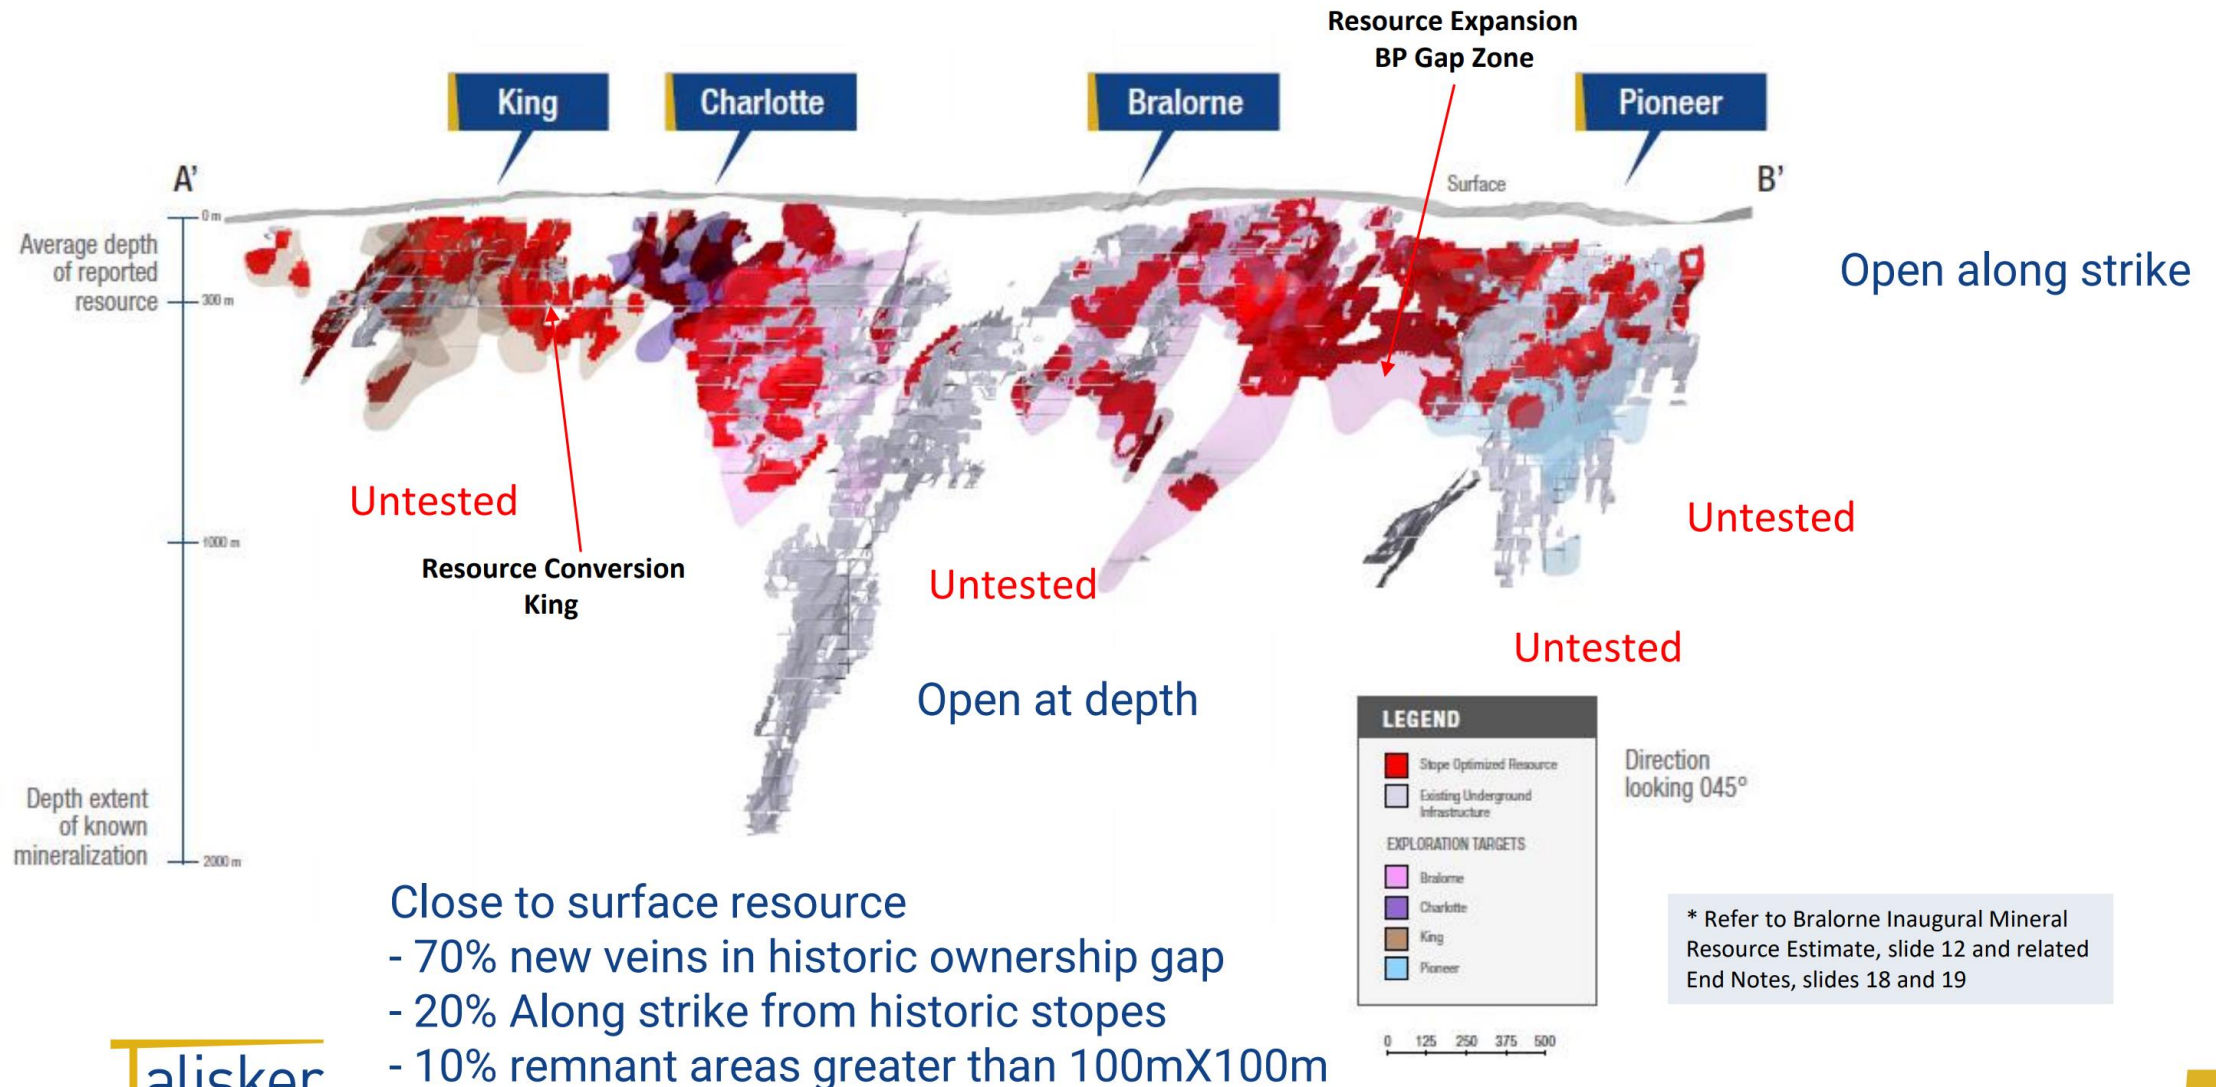 Resource Expansion
BP Gap Zone
King
Charlotte
Bralorne
Pioneer
A’
B’
Surface
0 m
Average depth
of reported
resource
300 m
Open along strike
Untested
Untested
1000 m
Resource Conversion
King
Untested
Untested
Open at depth
LEGEND
Stope Optimized Resource
Existing Underground
Infrastructure
EXPLORATION TARGETS
Bralorne
Charlotte
King
Pioneer
Direction
looking 045º
Depth extent
of known
mineralization
2000 m
Close to surface resource
- 70% new veins in historic ownership gap
- 20% Along strike from historic stopes
- 10% remnant areas greater than 100mX100m
* Refer to Bralorne Inaugural Mineral
Resource Estimate, slide 12 and related
End Notes, slides 18 and 19
0 125 250 375 500
Talisker